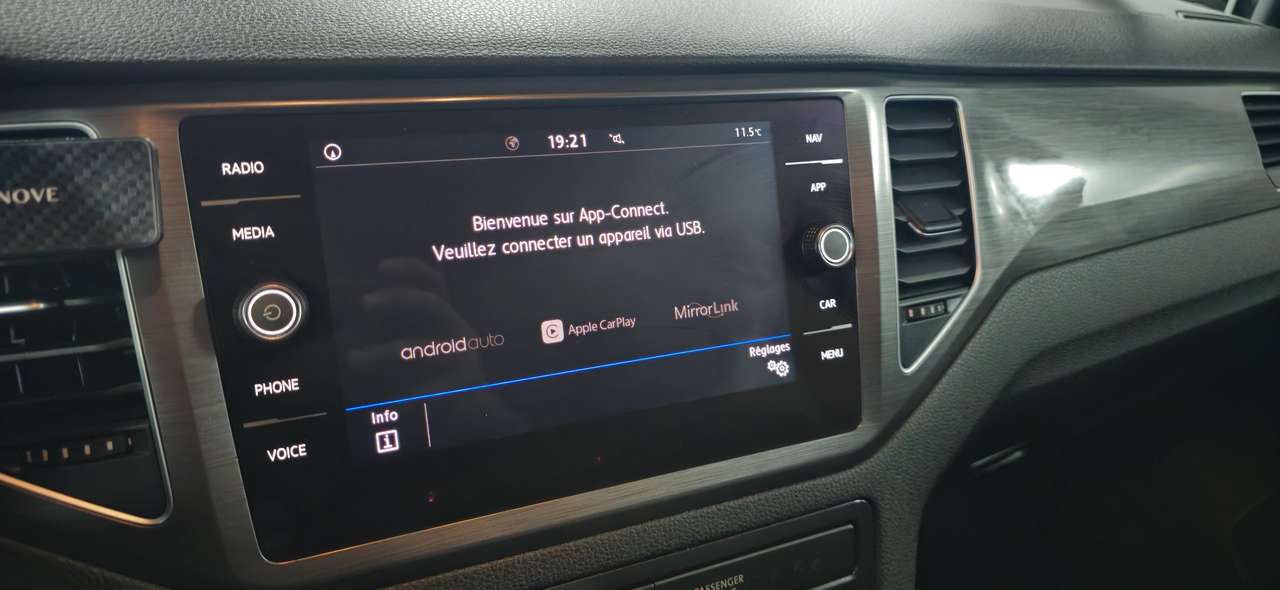 NOVE
RADIO
MEDIA
PHONE
VOICE
19:21
11.5°C
Bienvenue sur App-Connect.
Veuillez connecter un appareil via USB.
androidauto
Apple CarPlay
MirrorLink
Réglages
Info
i
NAV
APP
CAR
MENU
L
PASSENGER